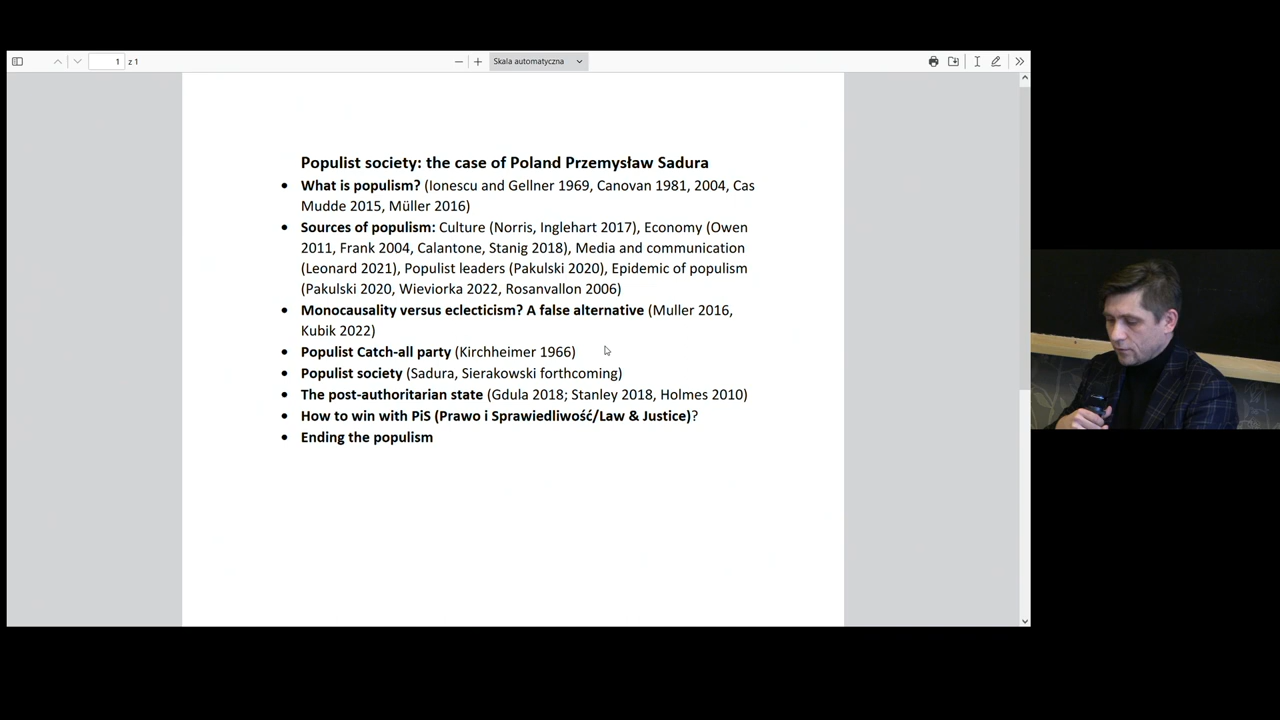 1 z 1
Skala automatyczna
Populist society: the case of Poland Przemysław Sadura
• What is populism? (Ionescu and Gellner 1969, Canovan 1981, 2004, Cas
Mudde 2015, Müller 2016)
• Sources of populism: Culture (Norris, Inglehart 2017), Economy (Owen
2011, Frank 2004, Calantone, Stanig 2018), Media and communication
(Leonard 2021), Populist leaders (Pakulski 2020), Epidemic of populism
(Pakulski 2020, Wieviorka 2022, Rosanvallon 2006)
• Monocausality versus eclecticism? A false alternative (Muller 2016,
Kubik 2022)
• Populist Catch-all party (Kirchheimer 1966)
• Populist society (Sadura, Sierakowski forthcoming)
• The post-authoritarian state (Gdula 2018; Stanley 2018, Holmes 2010)
• How to win with PiS (Prawo i Sprawiedliwość/Law & Justice)?
• Ending the populism